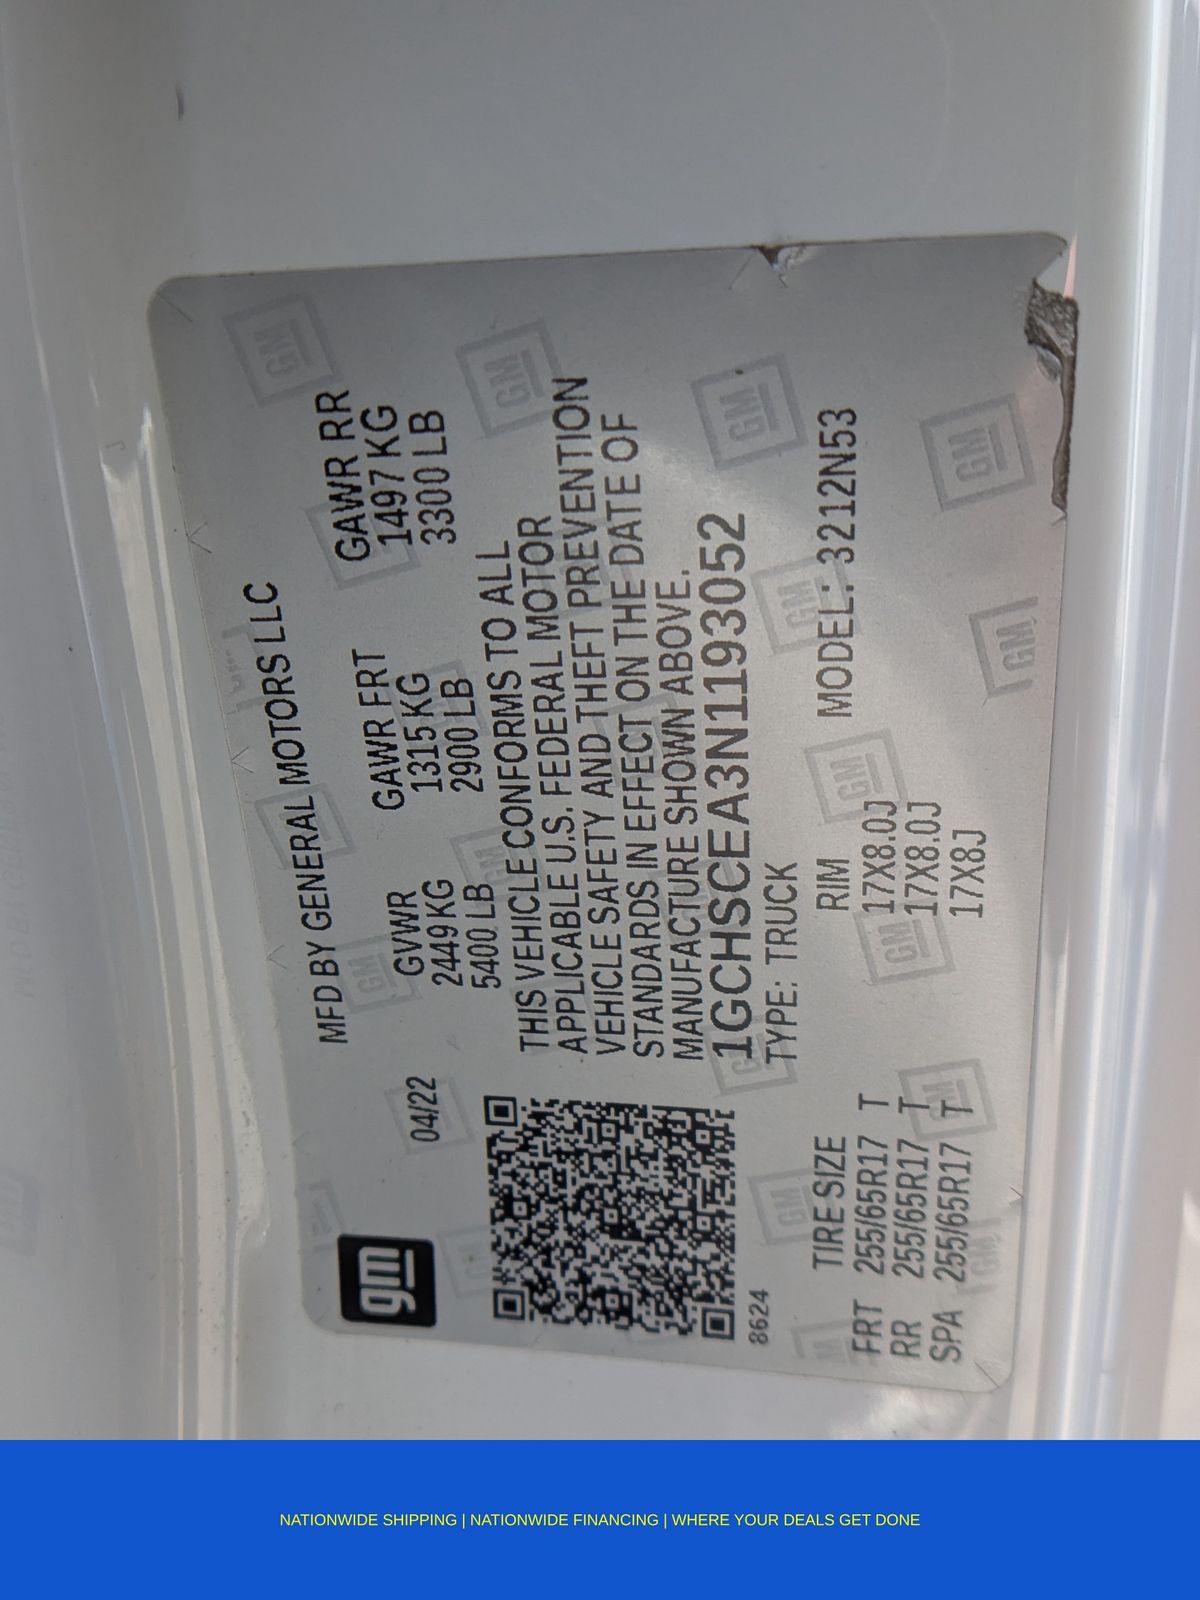 gm
04/22
MFD BY GENERAL MOTORS LLC
GVWR GAWR FRT GAWR RR
2449 KG 1315 KG 1497 KG
5400 LB 2900 LB 3300 LB
THIS VEHICLE CONFORMS TO ALL
APPLICABLE U.S. FEDERAL MOTOR
VEHICLE SAFETY AND THEFT PREVENTION
STANDARDS IN EFFECT ON THE DATE OF
MANUFACTURE SHOWN ABOVE.
1GCHSCEA3N1193052
8624 TYPE: TRUCK
TIRE SIZE RIM MODEL: 3212N53
FRT 255/65R17 T 17X8.0J
RR 255/65R17 T 17X8.0J
SPA 255/65R17 T 17X8J
NATIONWIDE SHIPPING | NATIONWIDE FINANCING | WHERE YOUR DEALS GET DONE